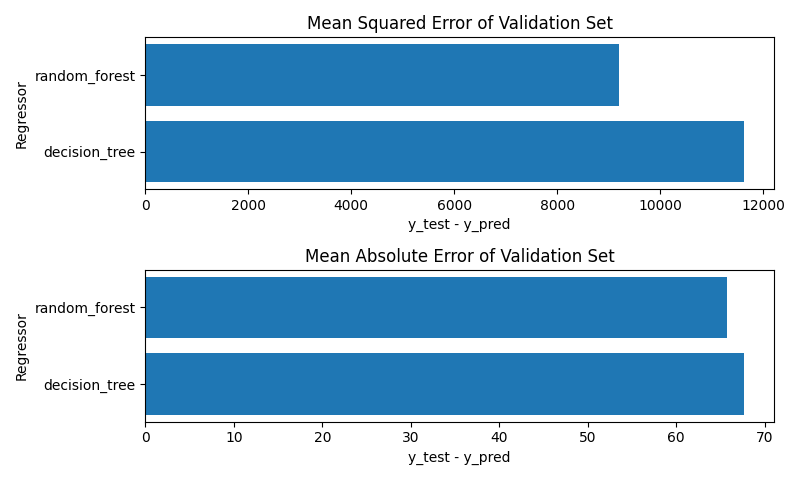 Mean Squared Error of Validation Set
Regressor
random_forest
decision_tree
0 2000 4000 6000 8000 10000 12000
y_test - y_pred
Mean Absolute Error of Validation Set
Regressor
random_forest
decision_tree
0 10 20 30 40 50 60 70
y_test - y_pred